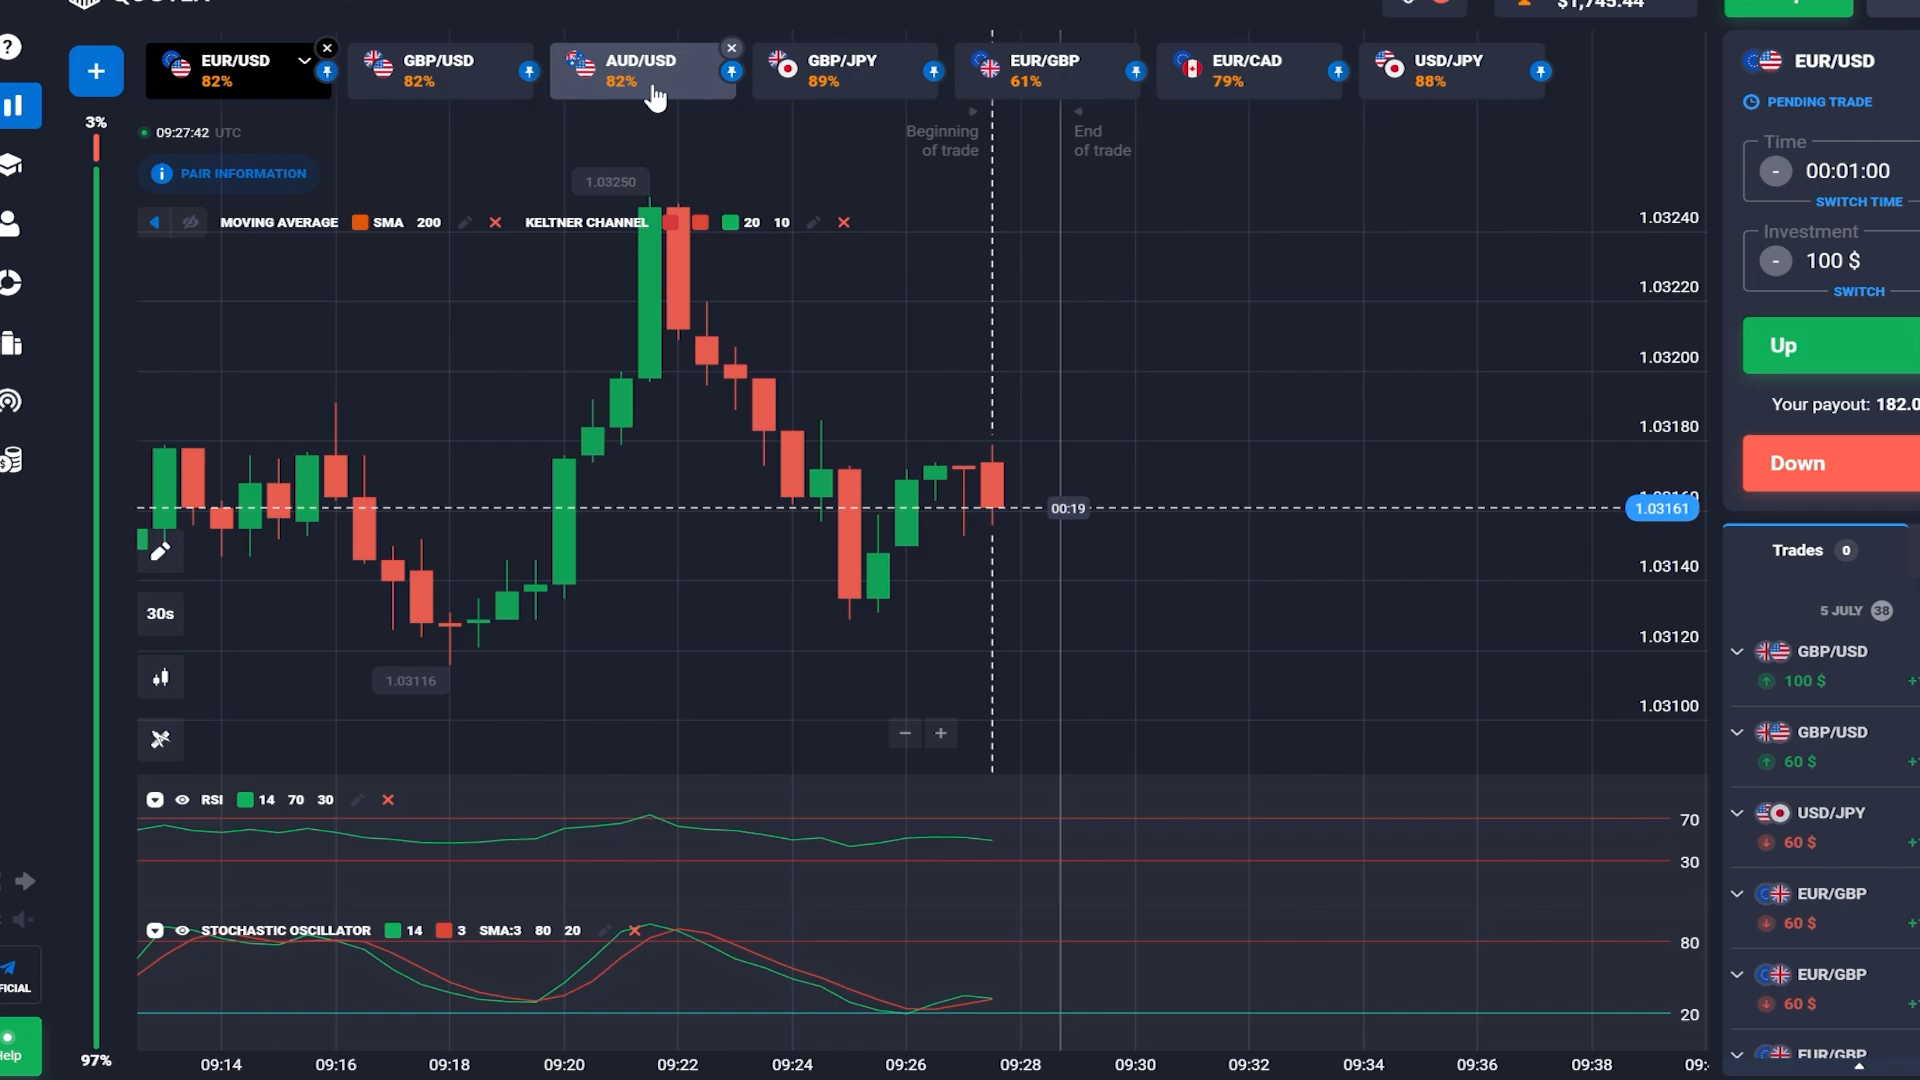 $1,745.44
EUR/USD
82%
GBP/USD
82%
AUD/USD
82%
GBP/JPY
89%
EUR/GBP
61%
EUR/CAD
79%
USD/JPY
88%
3%
09:27:42 UTC
PAIR INFORMATION
Beginning
of trade
End
of trade
1.03250
MOVING AVERAGE SMA 200
KELTNER CHANNEL 20 10
1.03240
1.03220
1.03200
1.03180
1.03161
1.03140
1.03120
1.03100
00:19
30s
1.03116
RSI 14 70 30
70
30
STOCHASTIC OSCILLATOR 14 3 SMA:3 80 20
80
20
97%
09:14 09:16 09:18 09:20 09:22 09:24 09:26 09:28 09:30 09:32 09:34 09:36 09:38 09:
EUR/USD
PENDING TRADE
Time
- 00:01:00
SWITCH TIME
Investment
- 100 $
SWITCH
Up
Your payout: 182.0
Down
Trades 0
5 JULY 38
GBP/USD
100 $
GBP/USD
60 $
USD/JPY
60 $
EUR/GBP
60 $
EUR/GBP
60 $
EUR/GBP
FICIAL
Help